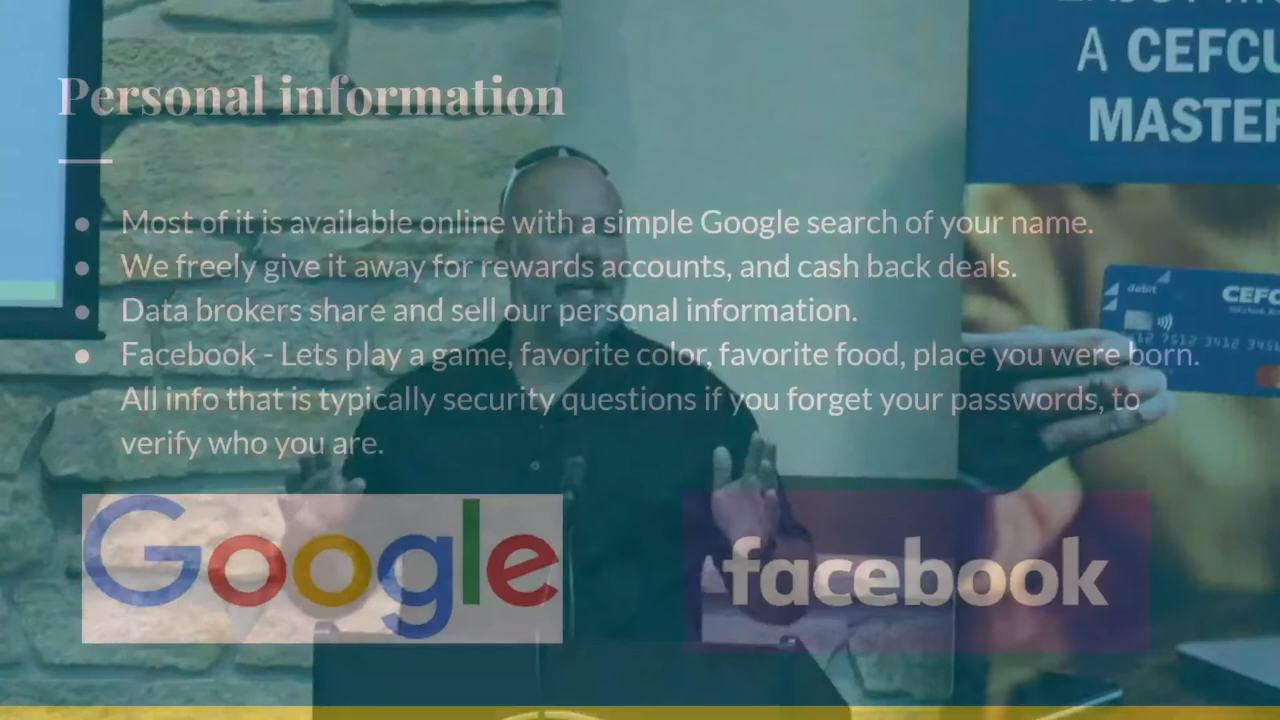 Personal information
Most of it is available online with a simple Google search of your name.
We freely give it away for rewards accounts, and cash back deals.
Data brokers share and sell our personal information.
Facebook - Lets play a game, favorite color, favorite food, place you were born.
All info that is typically security questions if you forget your passwords, to
verify who you are.
Google
facebook
A CEFCU
MASTER
debit
CEFC